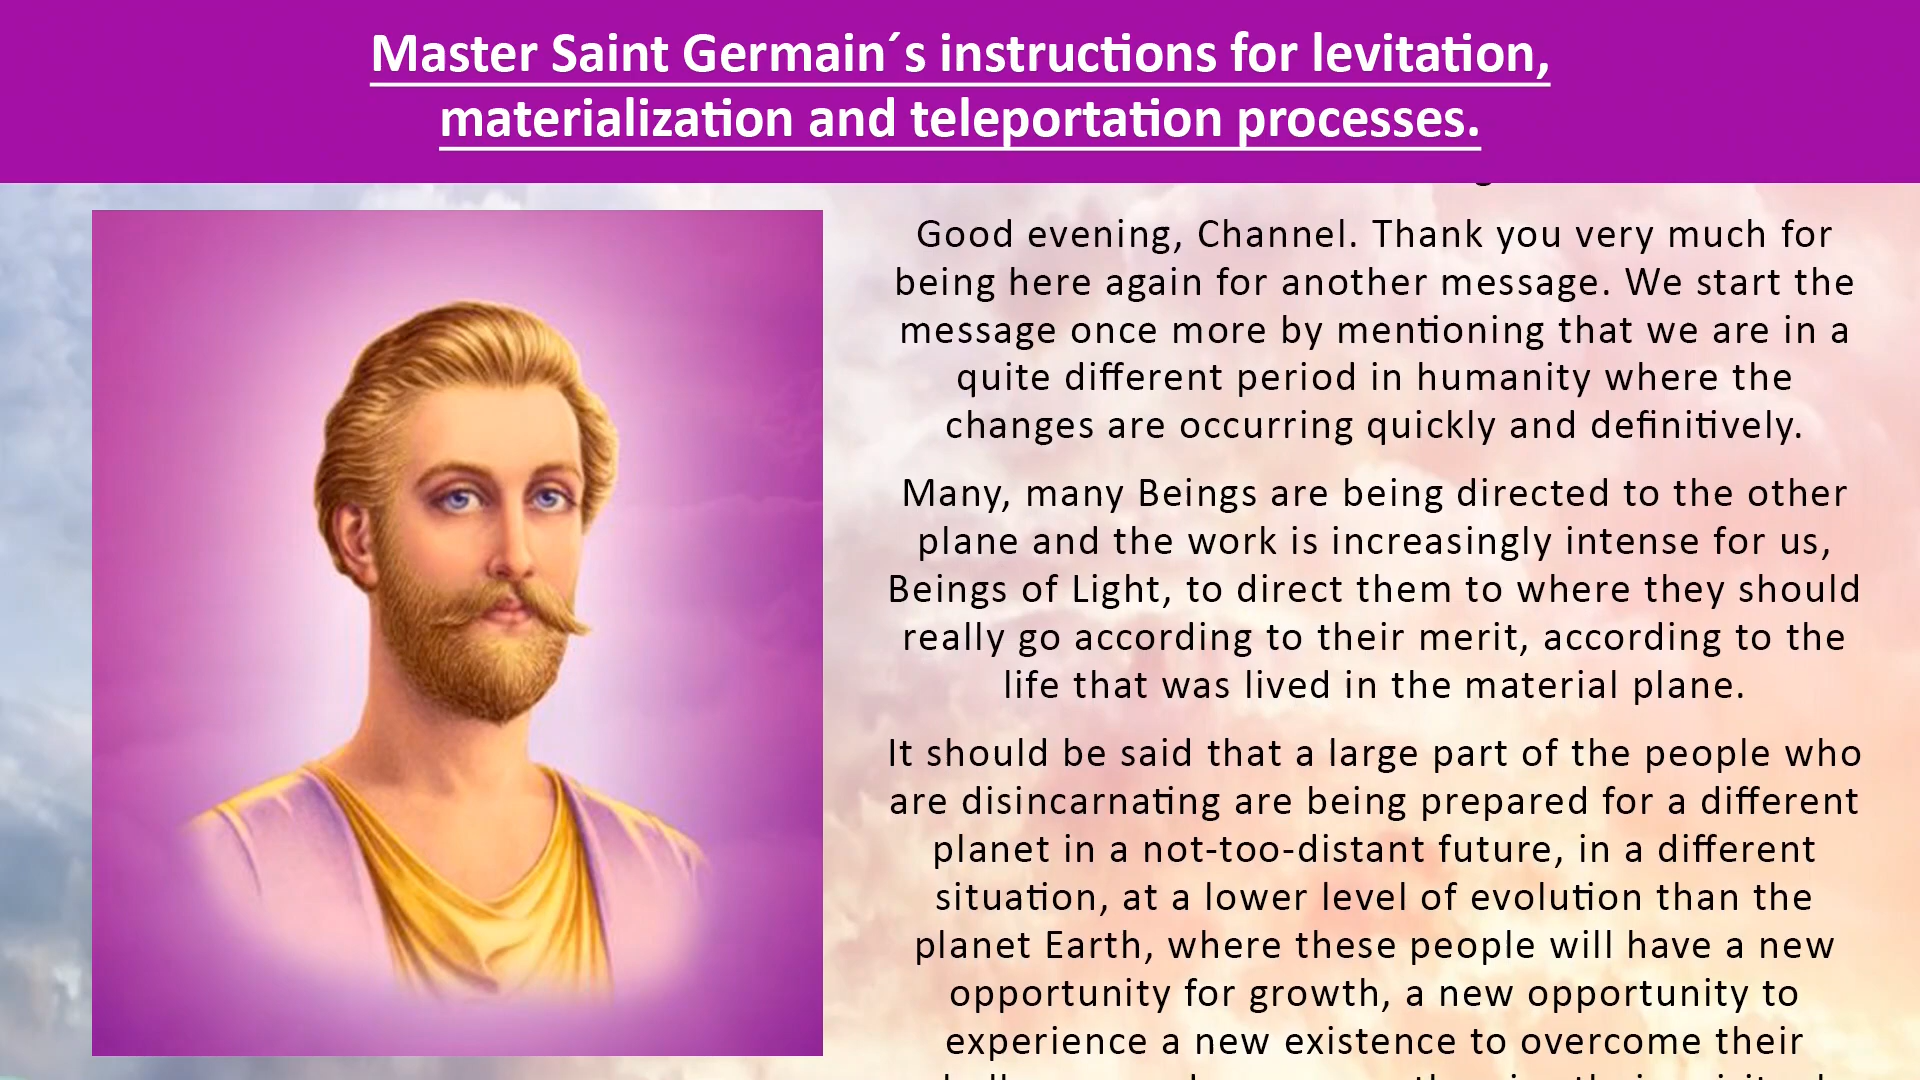 Master Saint Germain´s instructions for levitation,
materialization and teleportation processes.
Good evening, Channel. Thank you very much for
being here again for another message. We start the
message once more by mentioning that we are in a
quite different period in humanity where the
changes are occurring quickly and definitively.
Many, many Beings are being directed to the other
plane and the work is increasingly intense for us,
Beings of Light, to direct them to where they should
really go according to their merit, according to the
life that was lived in the material plane.
It should be said that a large part of the people who
are disincarnating are being prepared for a different
planet in a not-too-distant future, in a different
situation, at a lower level of evolution than the
planet Earth, where these people will have a new
opportunity for growth, a new opportunity to
experience a new existence to overcome their